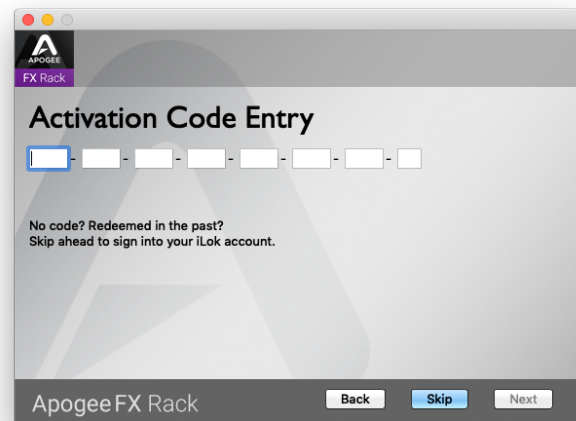 APOGEE
FX Rack
Activation Code Entry
- - - - - - -
No code? Redeemed in the past?
Skip ahead to sign into your iLok account.
Apogee FX Rack
Back
Skip
Next